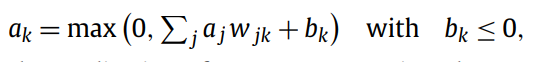 a_k = max (0, ∑_j a_j w_jk + b_k) with b_k ≤ 0,